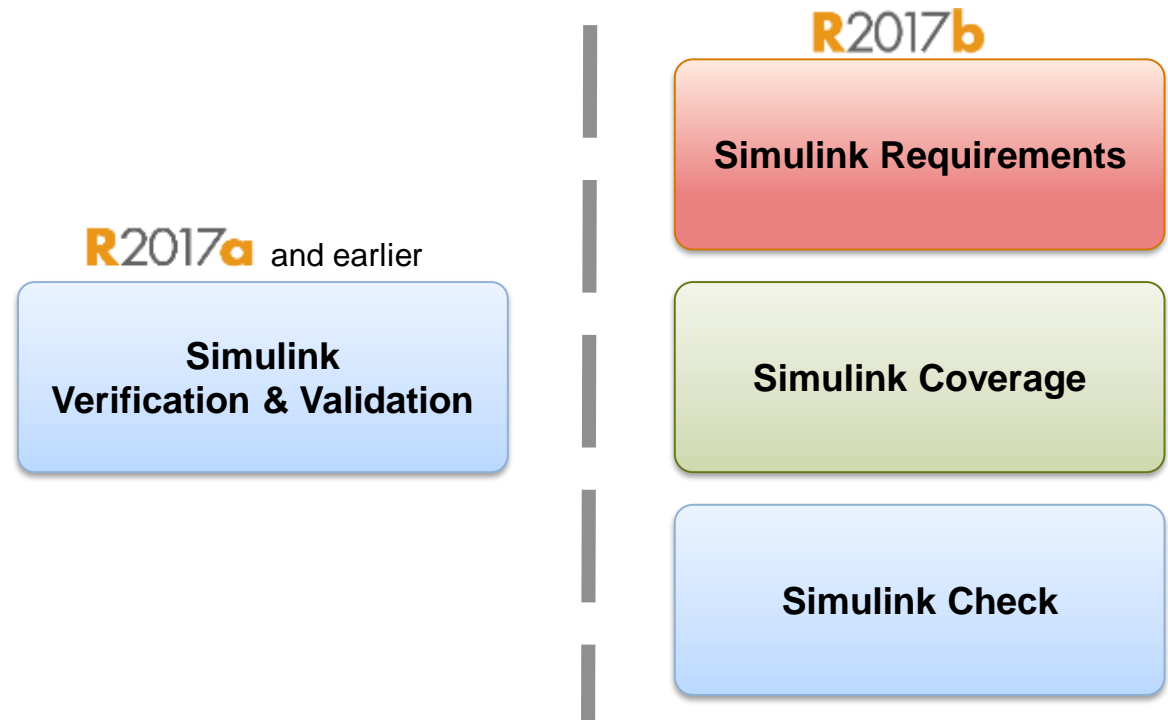 R2017a and earlier
Simulink
Verification & Validation
R2017b
Simulink Requirements
Simulink Coverage
Simulink Check